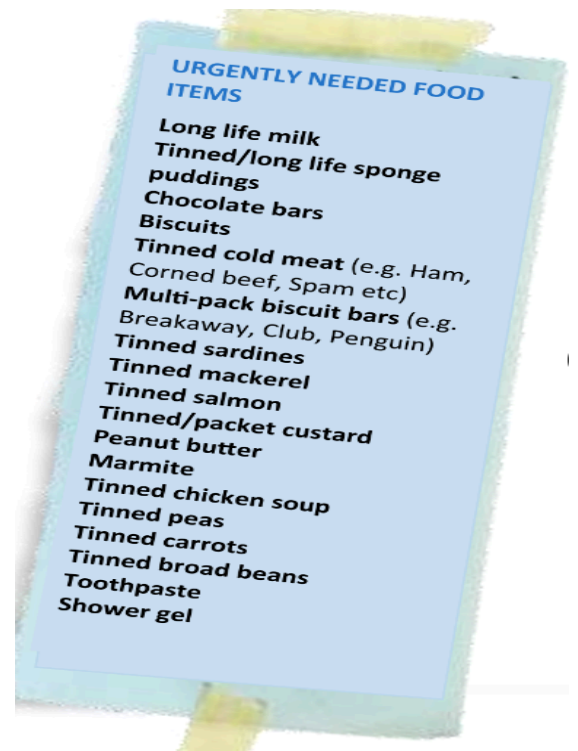 URGENTLY NEEDED FOOD
ITEMS
Long life milk
Tinned/long life sponge
puddings
Chocolate bars
Biscuits
Tinned cold meat (e.g. Ham,
Corned beef, Spam etc)
Multi-pack biscuit bars (e.g.
Breakaway, Club, Penguin)
Tinned sardines
Tinned mackerel
Tinned salmon
Tinned/packet custard
Peanut butter
Marmite
Tinned chicken soup
Tinned peas
Tinned carrots
Tinned broad beans
Toothpaste
Shower gel